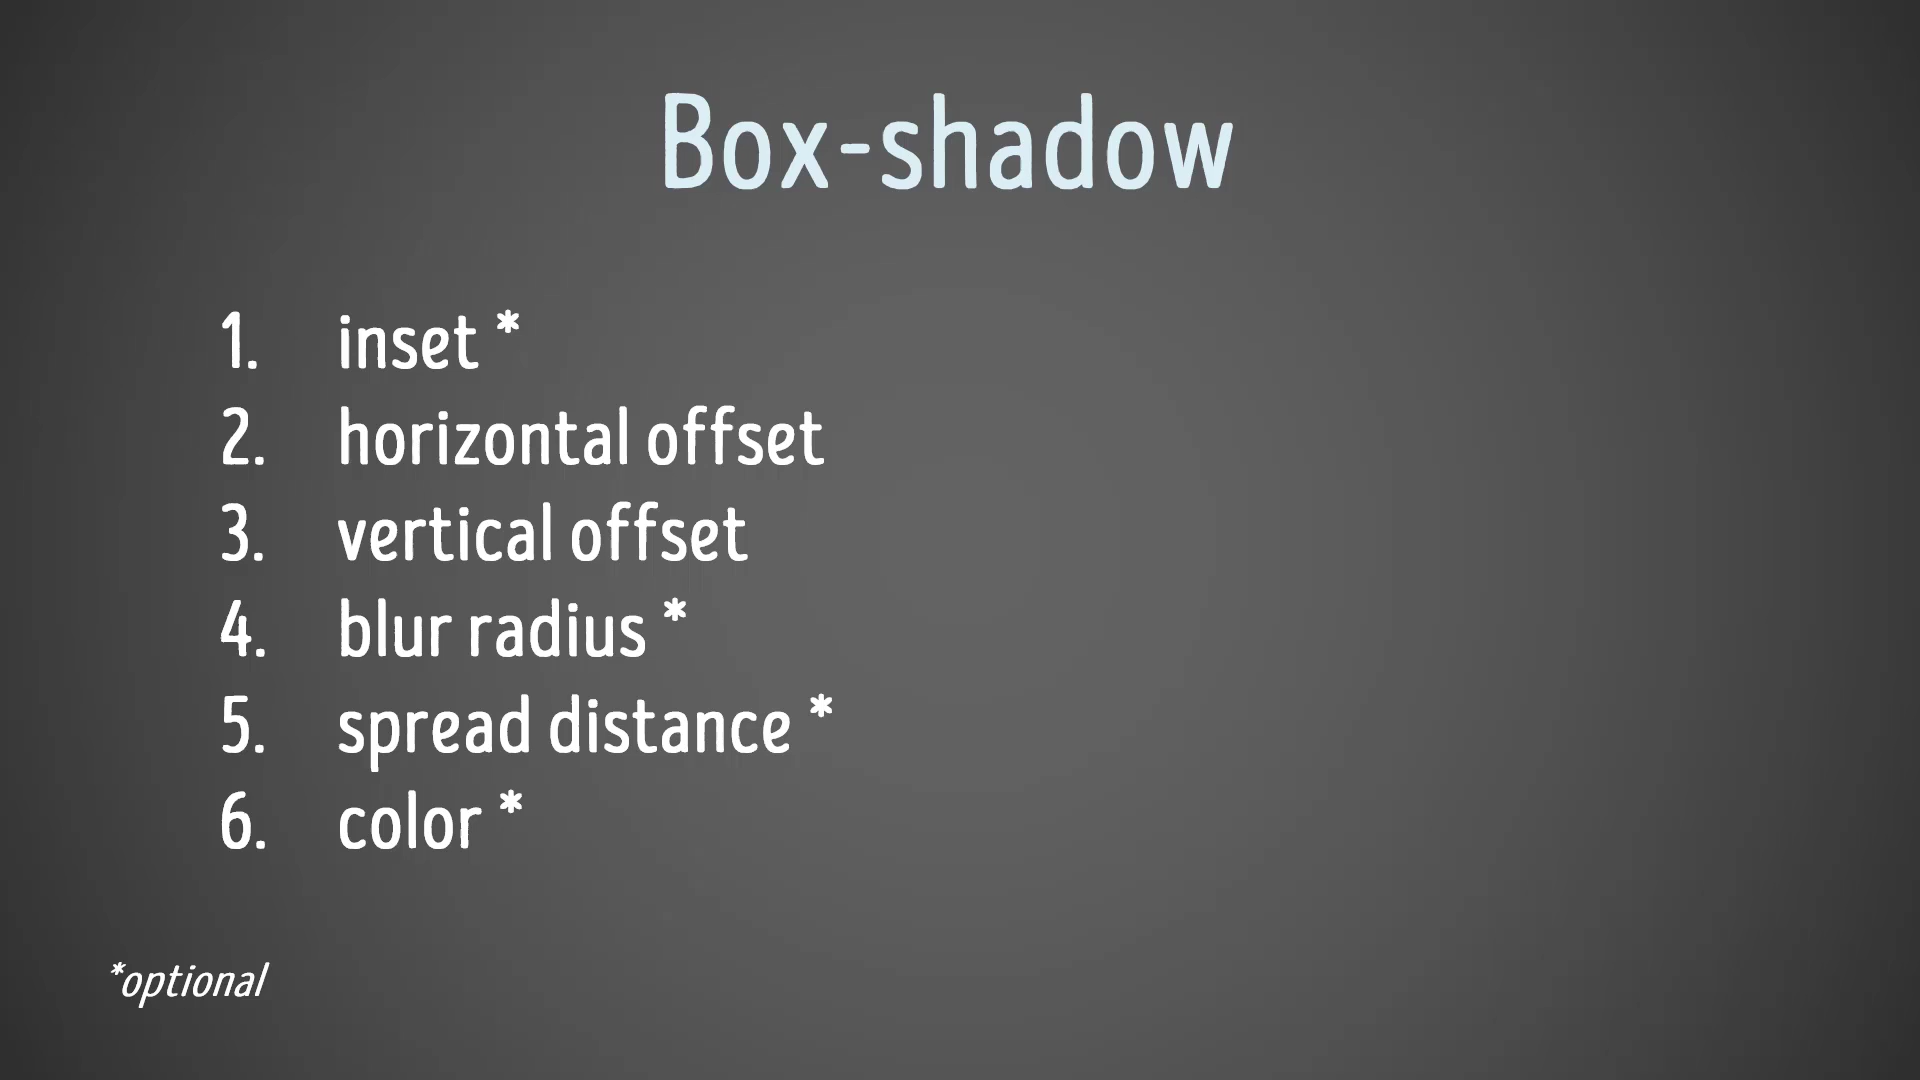 Box-shadow
1. inset *
2. horizontal offset
3. vertical offset
4. blur radius *
5. spread distance *
6. color *
*optional